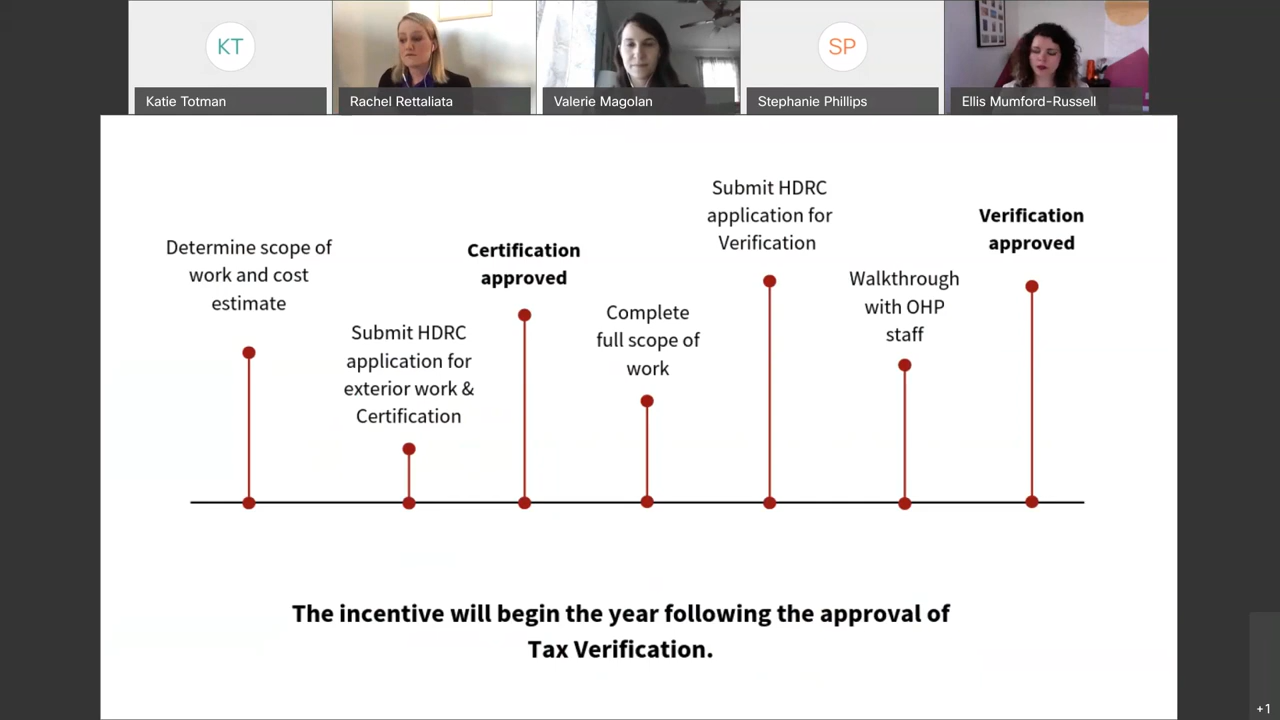 KT
SP
Katie Totman
Rachel Rettaliata
Valerie Magolan
Stephanie Phillips
Ellis Mumford-Russell
Determine scope of
work and cost
estimate
Submit HDRC
application for
exterior work &
Certification
Certification
approved
Complete
full scope of
work
Submit HDRC
application for
Verification
Walkthrough
with OHP
staff
Verification
approved
The incentive will begin the year following the approval of
Tax Verification.
+1